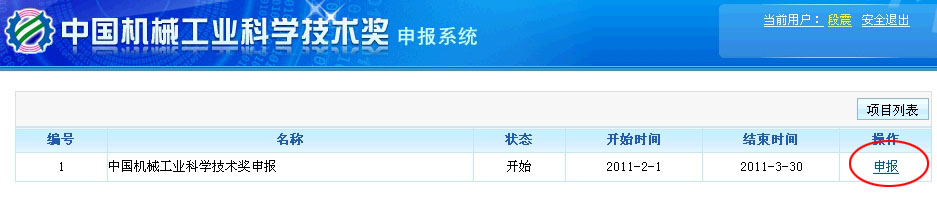 中国机械工业科学技术奖 申报系统
当前用户： 段震 安全退出
项目列表
编号 名称 状态 开始时间 结束时间 操作
1 中国机械工业科学技术奖申报 开始 2011-2-1 2011-3-30 申报